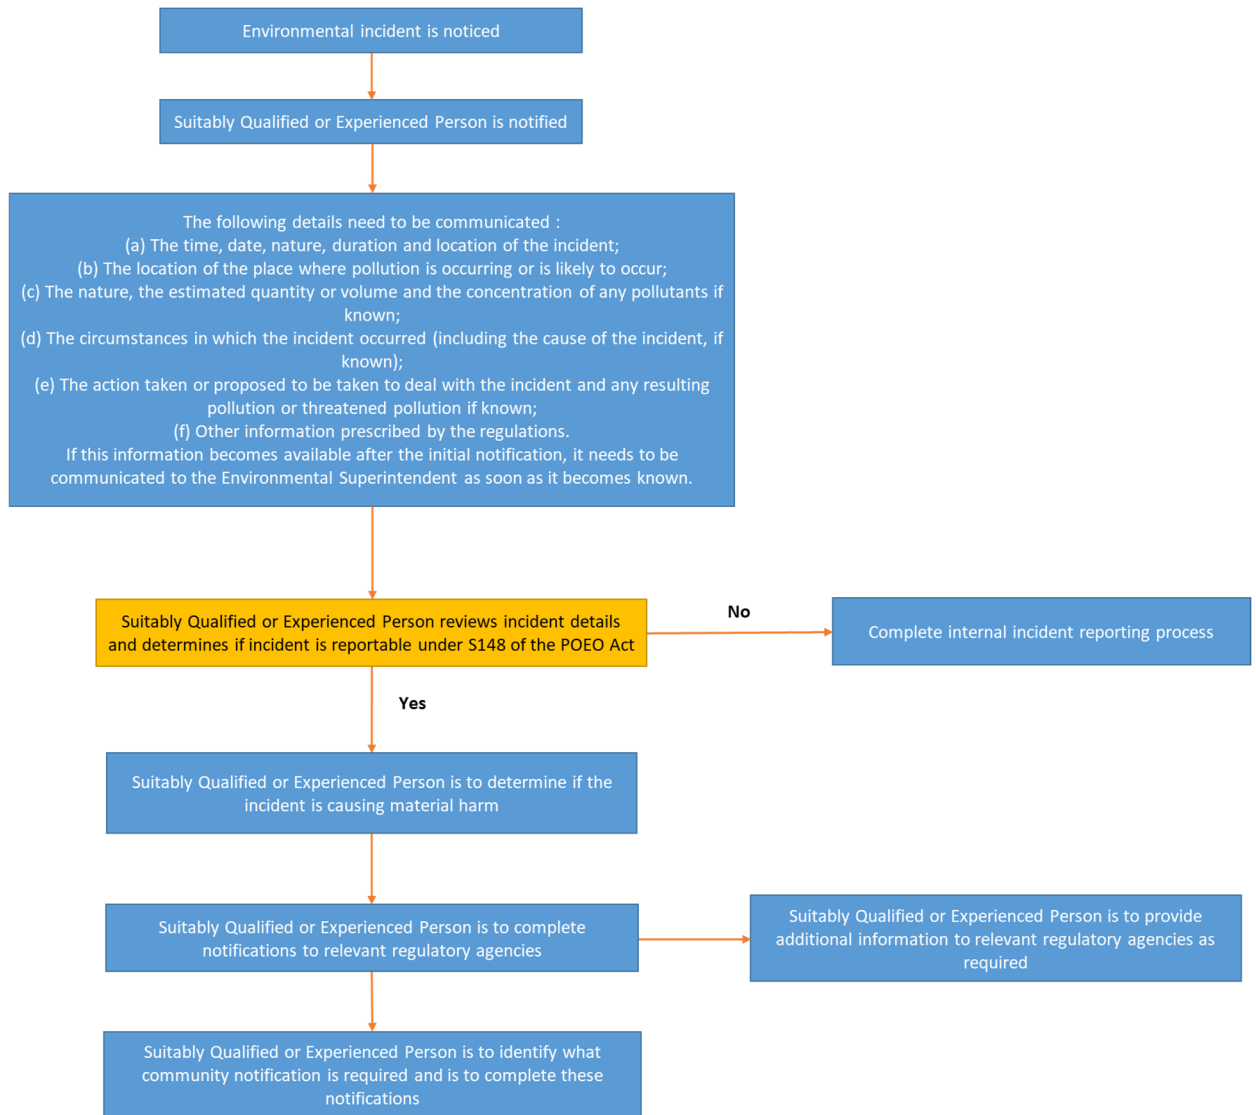 Environmental incident is noticed
Suitably Qualified or Experienced Person is notified
The following details need to be communicated :
(a) The time, date, nature, duration and location of the incident;
(b) The location of the place where pollution is occurring or is likely to occur;
(c) The nature, the estimated quantity or volume and the concentration of any pollutants if
known;
(d) The circumstances in which the incident occurred (including the cause of the incident, if
known);
(e) The action taken or proposed to be taken to deal with the incident and any resulting
pollution or threatened pollution if known;
(f) Other information prescribed by the regulations.
If this information becomes available after the initial notification, it needs to be
communicated to the Environmental Superintendent as soon as it becomes known.
Suitably Qualified or Experienced Person reviews incident details
and determines if incident is reportable under S148 of the POEO Act
No
Complete internal incident reporting process
Yes
Suitably Qualified or Experienced Person is to determine if the
incident is causing material harm
Suitably Qualified or Experienced Person is to complete
notifications to relevant regulatory agencies
Suitably Qualified or Experienced Person is to provide
additional information to relevant regulatory agencies as
required
Suitably Qualified or Experienced Person is to identify what
community notification is required and is to complete these
notifications